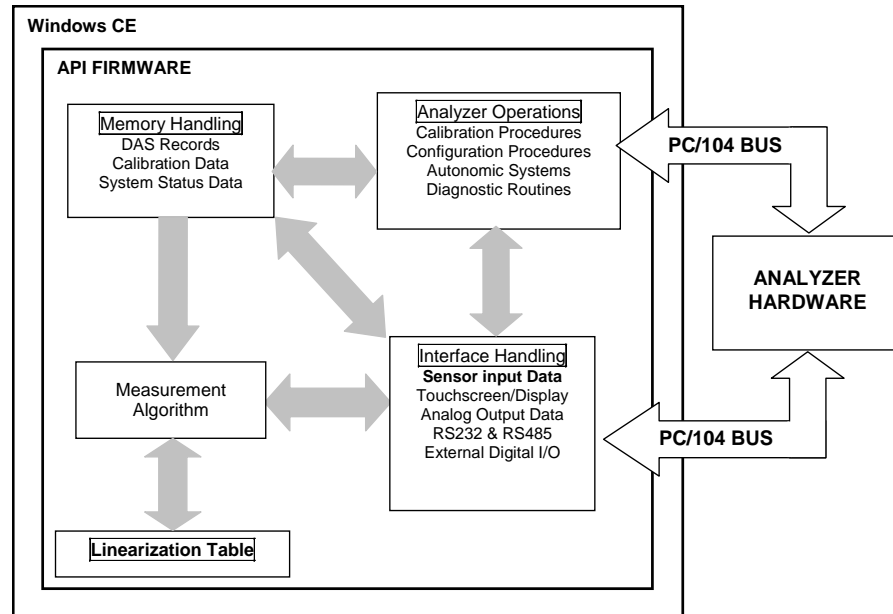 Windows CE
API FIRMWARE
Memory Handling
DAS Records
Calibration Data
System Status Data
Analyzer Operations
Calibration Procedures
Configuration Procedures
Autonomic Systems
Diagnostic Routines
PC/104 BUS
ANALYZER
HARDWARE
Measurement
Algorithm
Interface Handling
Sensor input Data
Touchscreen/Display
Analog Output Data
RS232 & RS485
External Digital I/O
PC/104 BUS
Linearization Table